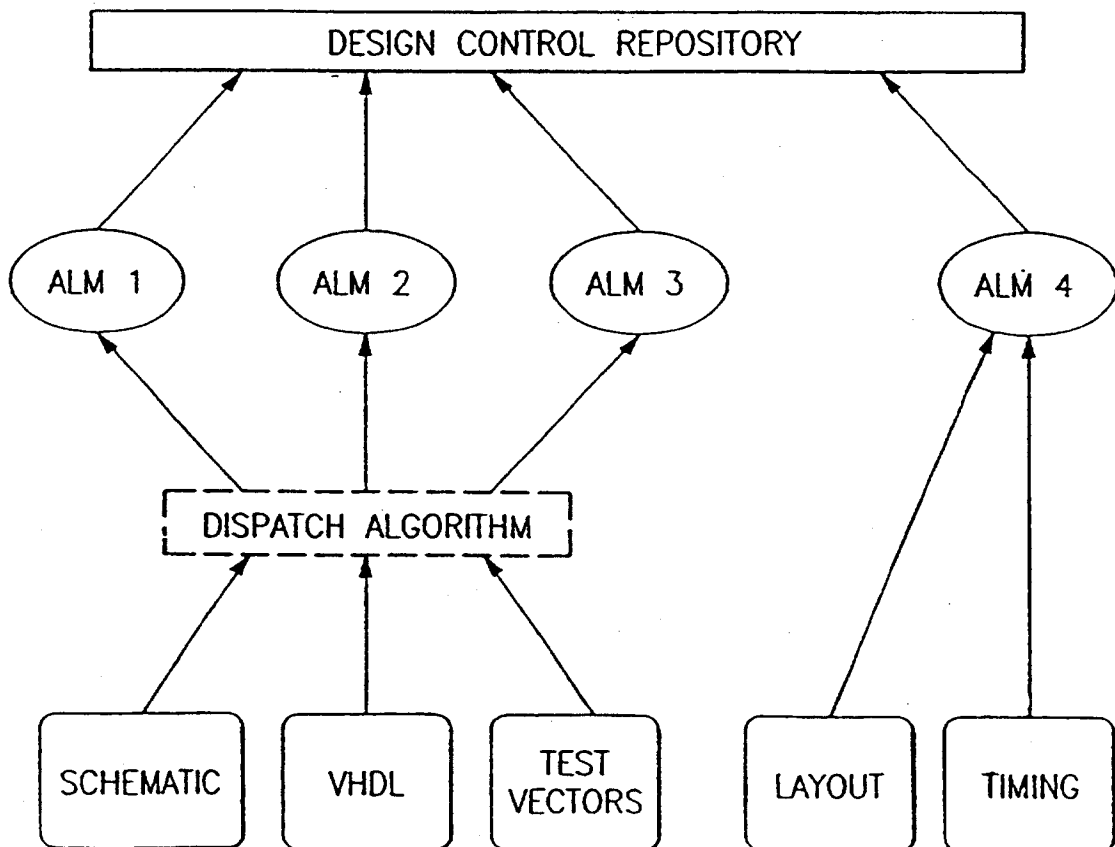 DESIGN CONTROL REPOSITORY
ALM 1
ALM 2
ALM 3
ALM 4
DISPATCH ALGORITHM
SCHEMATIC
VHDL
TEST
VECTORS
LAYOUT
TIMING